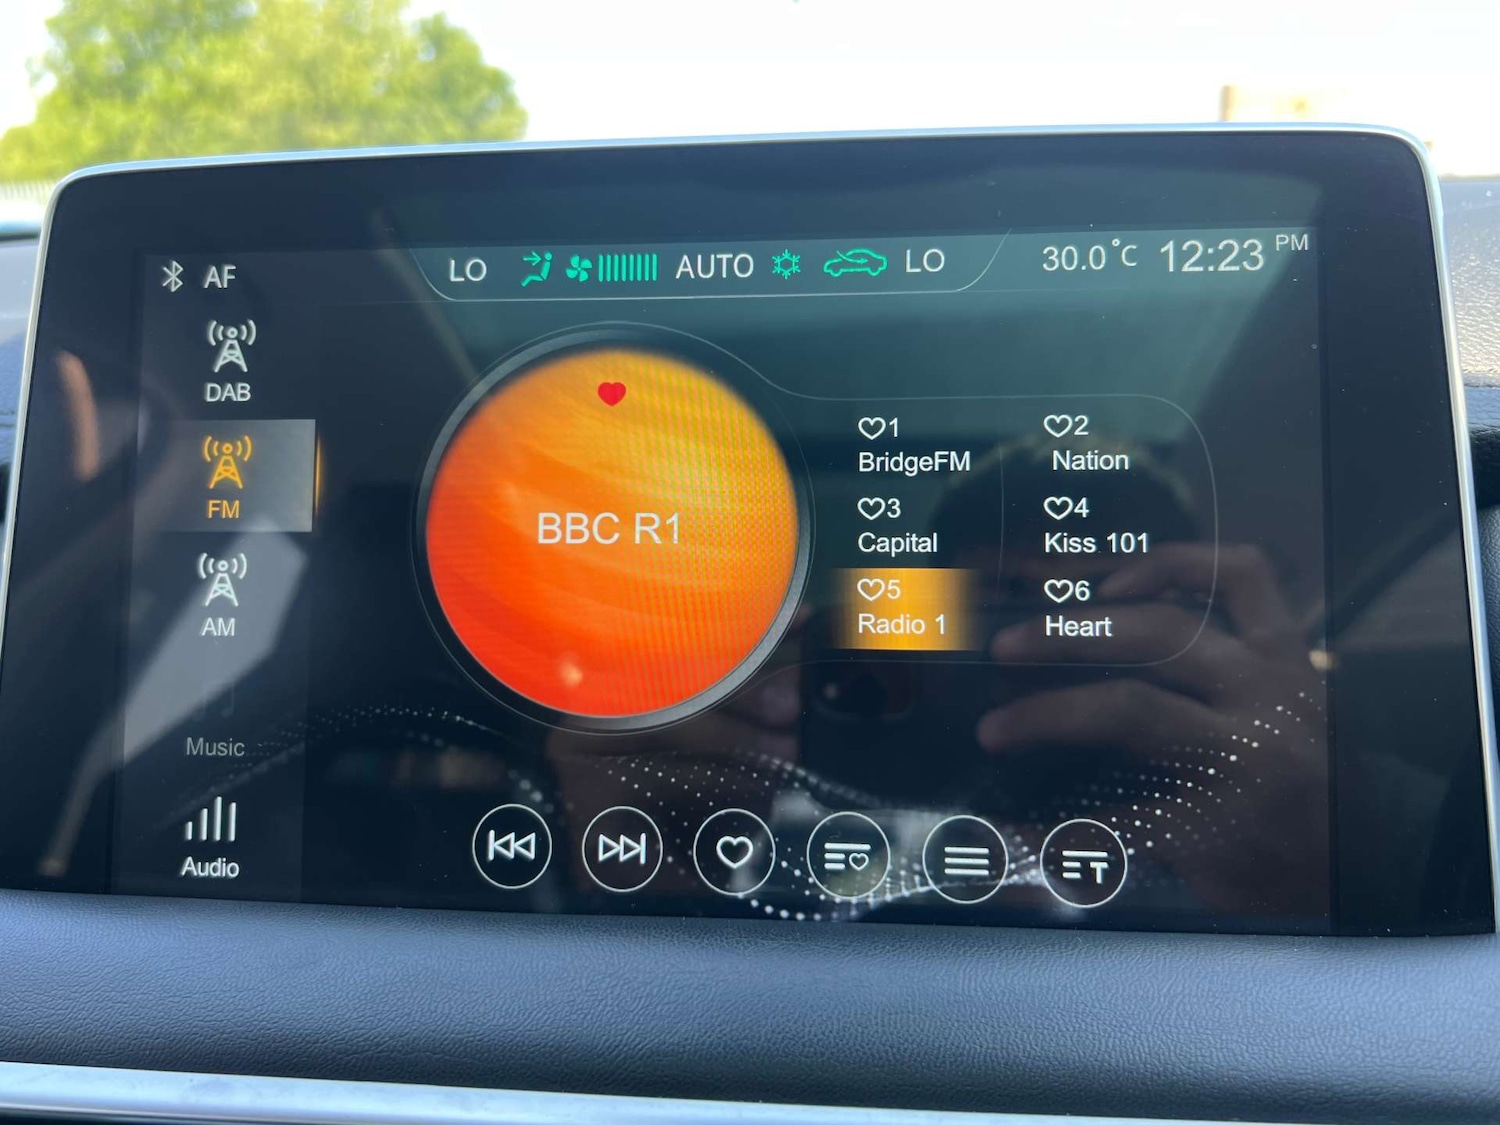 AF
LO AUTO LO 30.0°C 12:23 PM
DAB
FM
AM
Music
Audio
BBC R1
1
BridgeFM
2
Nation
3
Capital
4
Kiss 101
5
Radio 1
6
Heart
T